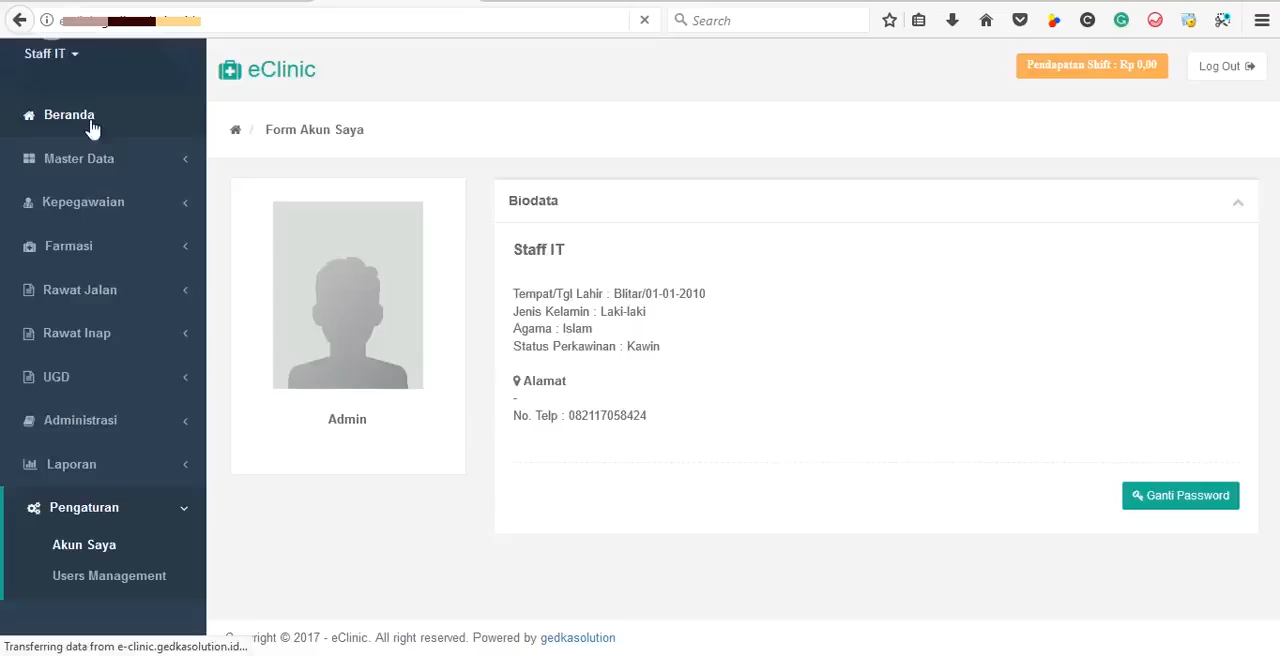 Search
Staff IT
eClinic
Pendapatan Shift : Rp 0,00
Log Out
Beranda
/ Form Akun Saya
Master Data
Kepegawaian
Farmasi
Rawat Jalan
Rawat Inap
UGD
Administrasi
Laporan
Pengaturan
Akun Saya
Users Management
Admin
Biodata
Staff IT
Tempat/Tgl Lahir : Blitar/01-01-2010
Jenis Kelamin : Laki-laki
Agama : Islam
Status Perkawinan : Kawin
Alamat
-
No. Telp : 082117058424
Ganti Password
© 2017 - eClinic. All right reserved. Powered by gedkasolution
Transferring data from e-clinic.gedkasolution.id...